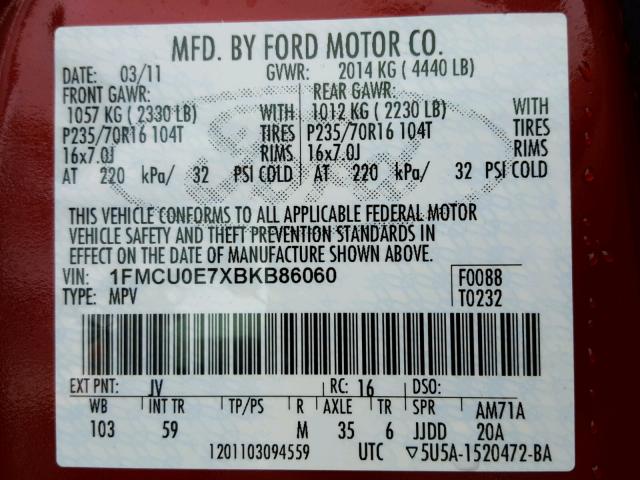 MFD. BY FORD MOTOR CO.
DATE: 03/11 GVWR: 2014 KG ( 4440 LB)
FRONT GAWR: REAR GAWR:
1057 KG ( 2330 LB) WITH 1012 KG ( 2230 LB) WITH
P235/70R16 104T TIRES P235/70R16 104T TIRES
16x7.0J RIMS 16x7.0J RIMS
AT 220 kPa/ 32 PSI COLD AT 220 kPa/ 32 PSI COLD
THIS VEHICLE CONFORMS TO ALL APPLICABLE FEDERAL MOTOR
VEHICLE SAFETY AND THEFT PREVENTION STANDARDS IN
EFFECT ON THE DATE OF MANUFACTURE SHOWN ABOVE.
VIN: 1FMCU0E7XBKB86060 F0088
TYPE: MPV T0232
EXT PNT: JV RC: 16 DSO:
WB INT TR TP/PS R AXLE TR SPR AM71A
103 59 M 35 6 JJDD 20A
1201103094559 UTC ▽5U5A-1520472-BA